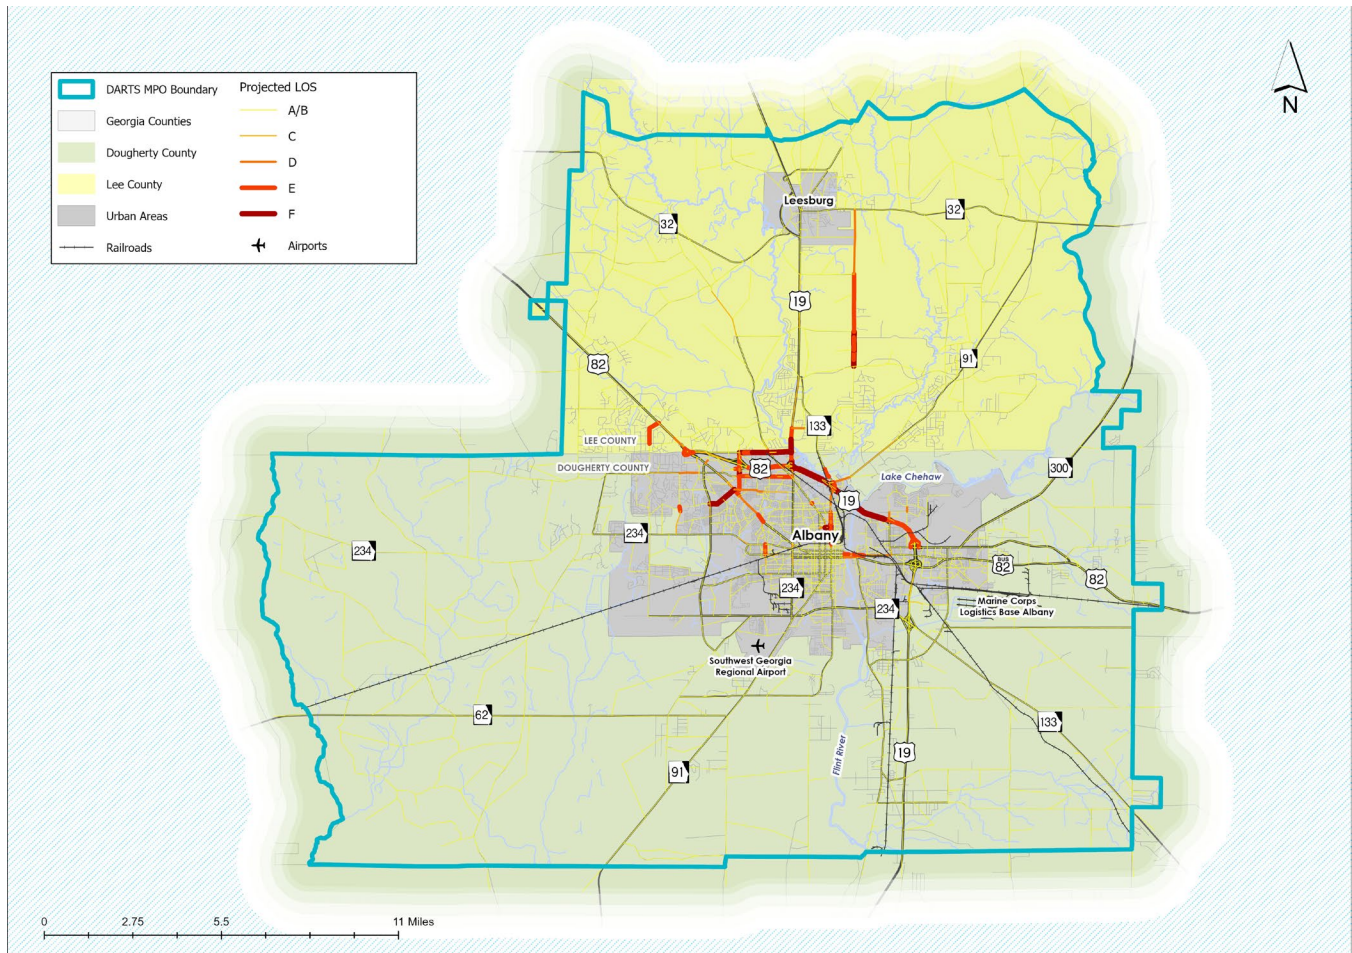 DARTS MPO Boundary
Georgia Counties
Dougherty County
Lee County
Urban Areas
Railroads
Projected LOS
A/B
C
D
E
F
Airports
N
Leesburg
32
32
19
82
91
133
LEE COUNTY
DOUGHERTY COUNTY
82
Lake Chehaw
300
19
234
234
Albany
BUS
82
82
234
234
Marine Corps
Logistics Base Albany
Southwest Georgia
Regional Airport
62
133
Flint River
19
91
0
2.75
5.5
11 Miles